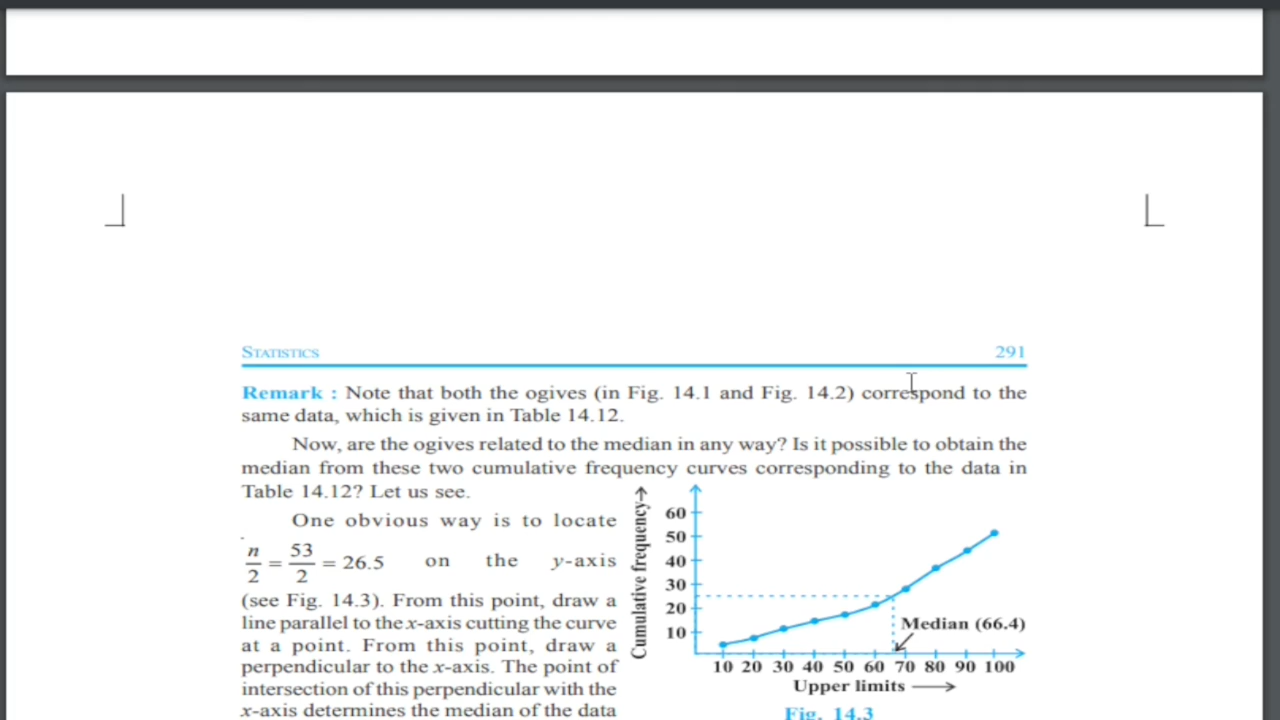 STATISTICS 291
Remark : Note that both the ogives (in Fig. 14.1 and Fig. 14.2) correspond to the
same data, which is given in Table 14.12.
Now, are the ogives related to the median in any way? Is it possible to obtain the
median from these two cumulative frequency curves corresponding to the data in
Table 14.12? Let us see.
One obvious way is to locate
n/2 = 53/2 = 26.5 on the y-axis
(see Fig. 14.3). From this point, draw a
line parallel to the x-axis cutting the curve
at a point. From this point, draw a
perpendicular to the x-axis. The point of
intersection of this perpendicular with the
x-axis determines the median of the data
Cumulative frequency→
60
50
40
30
20
10
Median (66.4)
10 20 30 40 50 60 70 80 90 100
Upper limits →
Fig. 14.3